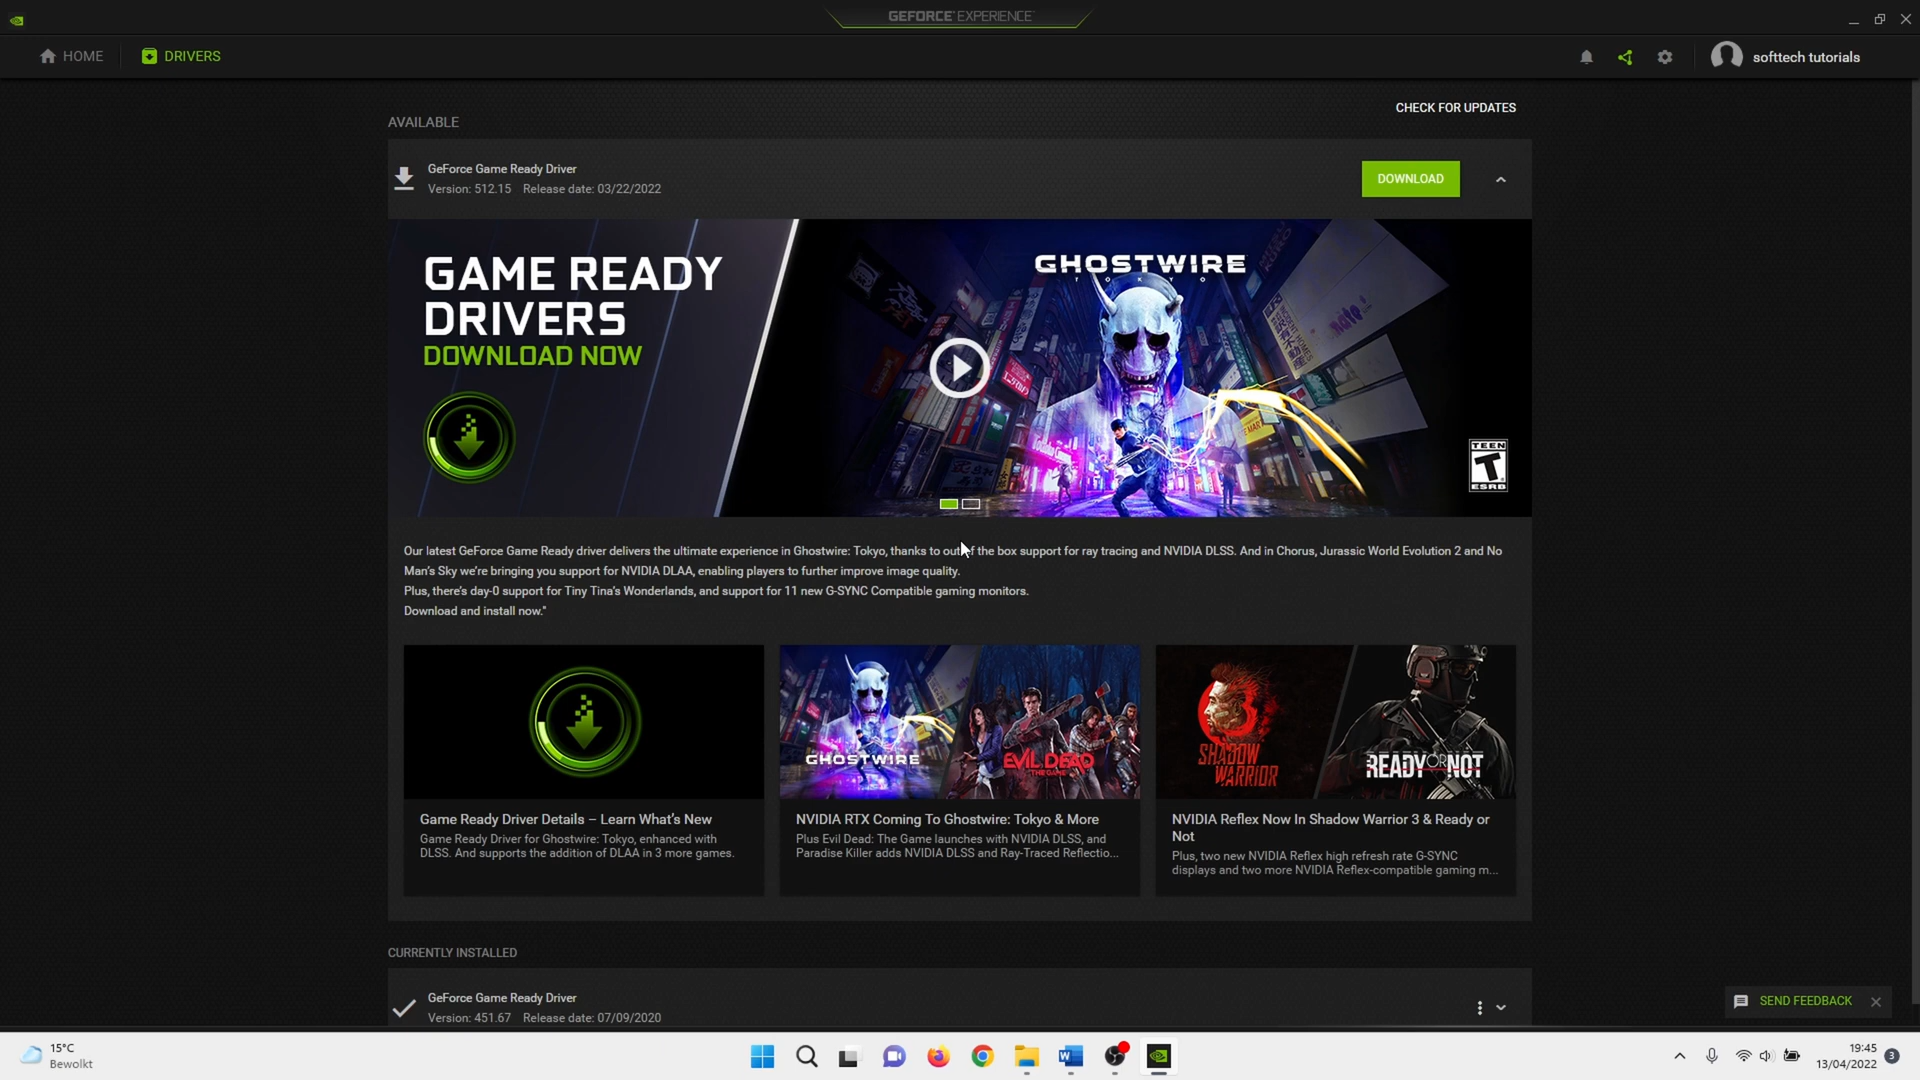 GEFORCE EXPERIENCE
HOME
DRIVERS
softtech tutorials
CHECK FOR UPDATES
AVAILABLE
GeForce Game Ready Driver
Version: 512.15 Release date: 03/22/2022
DOWNLOAD
GAME READY
DRIVERS
DOWNLOAD NOW
GHOSTWIRE
TOKYO
TEEN
T
ESRB
Our latest GeForce Game Ready driver delivers the ultimate experience in Ghostwire: Tokyo, thanks to out of the box support for ray tracing and NVIDIA DLSS. And in Chorus, Jurassic World Evolution 2 and No
Man's Sky we're bringing you support for NVIDIA DLAA, enabling players to further improve image quality.
Plus, there's day-0 support for Tiny Tina's Wonderlands, and support for 11 new G-SYNC Compatible gaming monitors.
Download and install now."
GHOSTWIRE
EVIL DEAD
THE GAME
SHADOW
WARRIOR
READY OR NOT
Game Ready Driver Details – Learn What's New
Game Ready Driver for Ghostwire: Tokyo, enhanced with
DLSS. And supports the addition of DLAA in 3 more games.
NVIDIA RTX Coming To Ghostwire: Tokyo & More
Plus Evil Dead: The Game launches with NVIDIA DLSS, and
Paradise Killer adds NVIDIA DLSS and Ray-Traced Reflectio...
NVIDIA Reflex Now In Shadow Warrior 3 & Ready or
Not
Plus, two new NVIDIA Reflex high refresh rate G-SYNC
displays and two more NVIDIA Reflex-compatible gaming m...
CURRENTLY INSTALLED
GeForce Game Ready Driver
Version: 451.67 Release date: 07/09/2020
SEND FEEDBACK
15°C
Bewolkt
19:45
13/04/2022
3